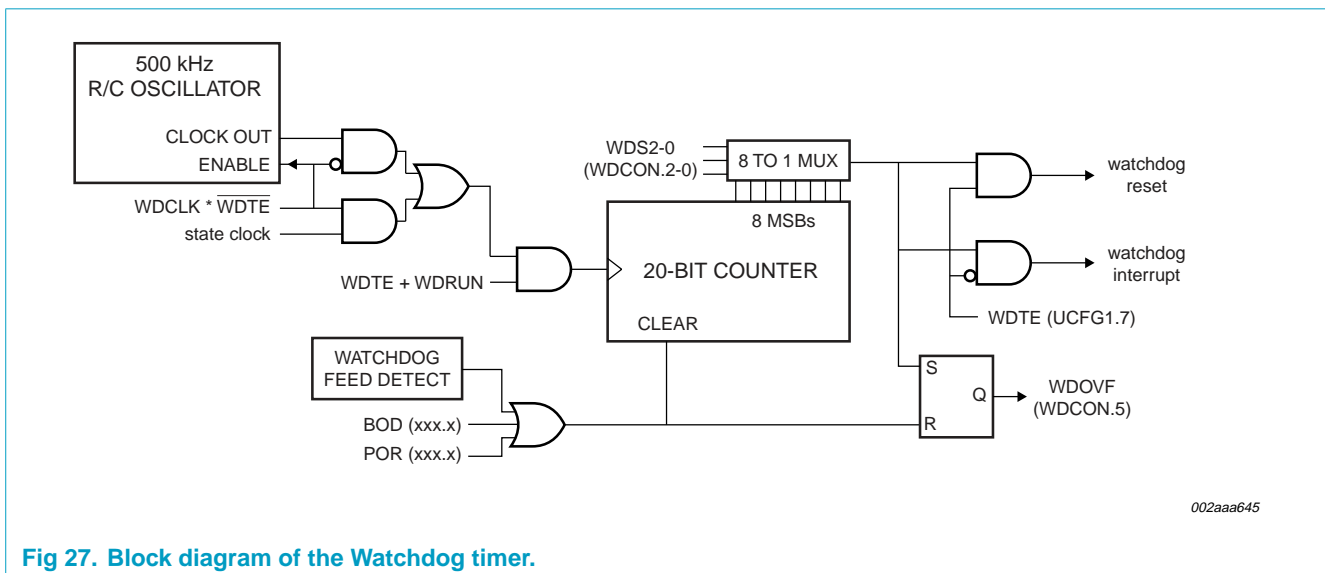 500 kHz
R/C OSCILLATOR
CLOCK OUT
ENABLE
WDCLK * WDTE
state clock
WDTE + WDRUN
WDS2-0
(WDCON.2-0)
8 TO 1 MUX
8 MSBs
20-BIT COUNTER
CLEAR
watchdog
reset
watchdog
interrupt
WDTE (UCFG1.7)
WATCHDOG
FEED DETECT
BOD (xxx.x)
POR (xxx.x)
S
Q
R
WDOVF
(WDCON.5)
002aaa645
Fig 27. Block diagram of the Watchdog timer.